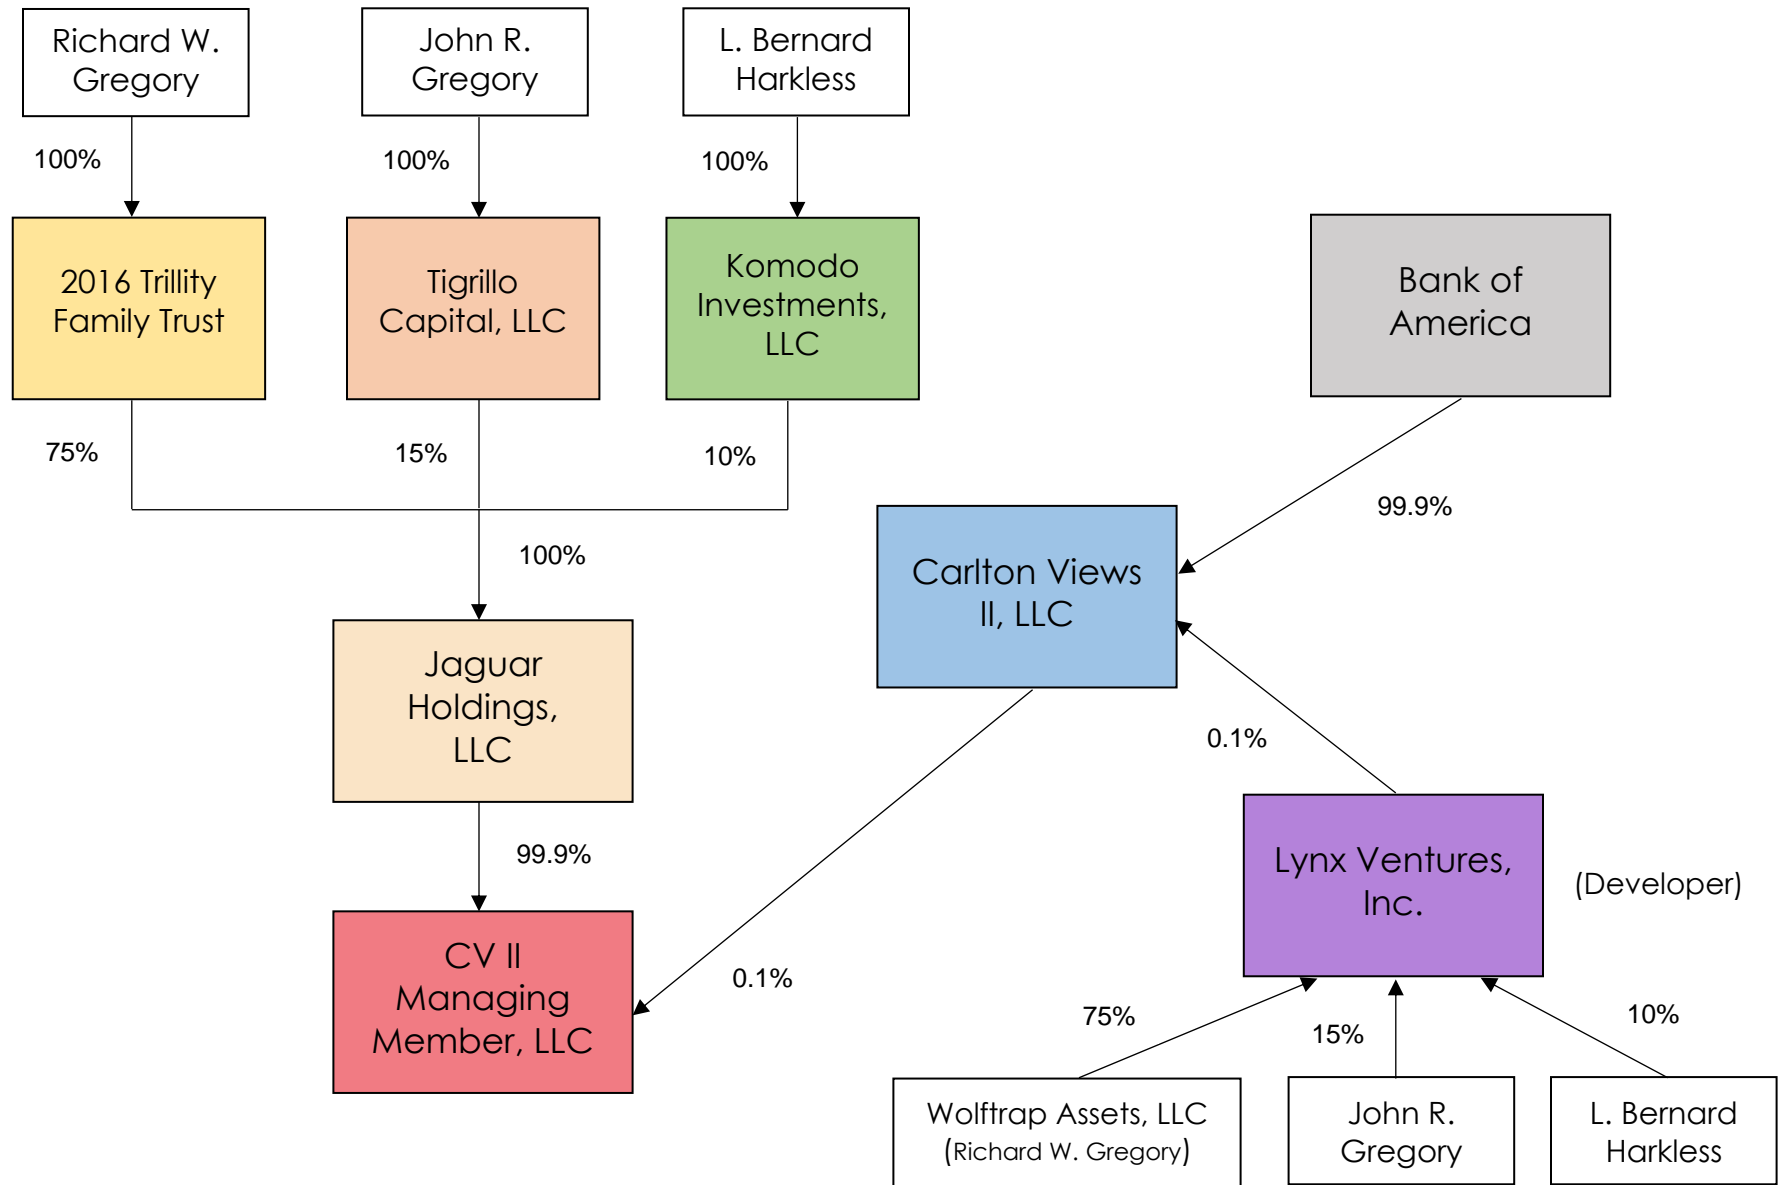 Richard W.
Gregory
John R.
Gregory
L. Bernard
Harkless
100%
100%
100%
2016 Trillity
Family Trust
Tigrillo
Capital, LLC
Komodo
Investments,
LLC
Bank of
America
75%
15%
10%
99.9%
100%
Carlton Views
II, LLC
Jaguar
Holdings,
LLC
0.1%
99.9%
Lynx Ventures,
Inc.
(Developer)
CV II
Managing
Member, LLC
0.1%
75%
15%
10%
Wolftrap Assets, LLC
(Richard W. Gregory)
John R.
Gregory
L. Bernard
Harkless